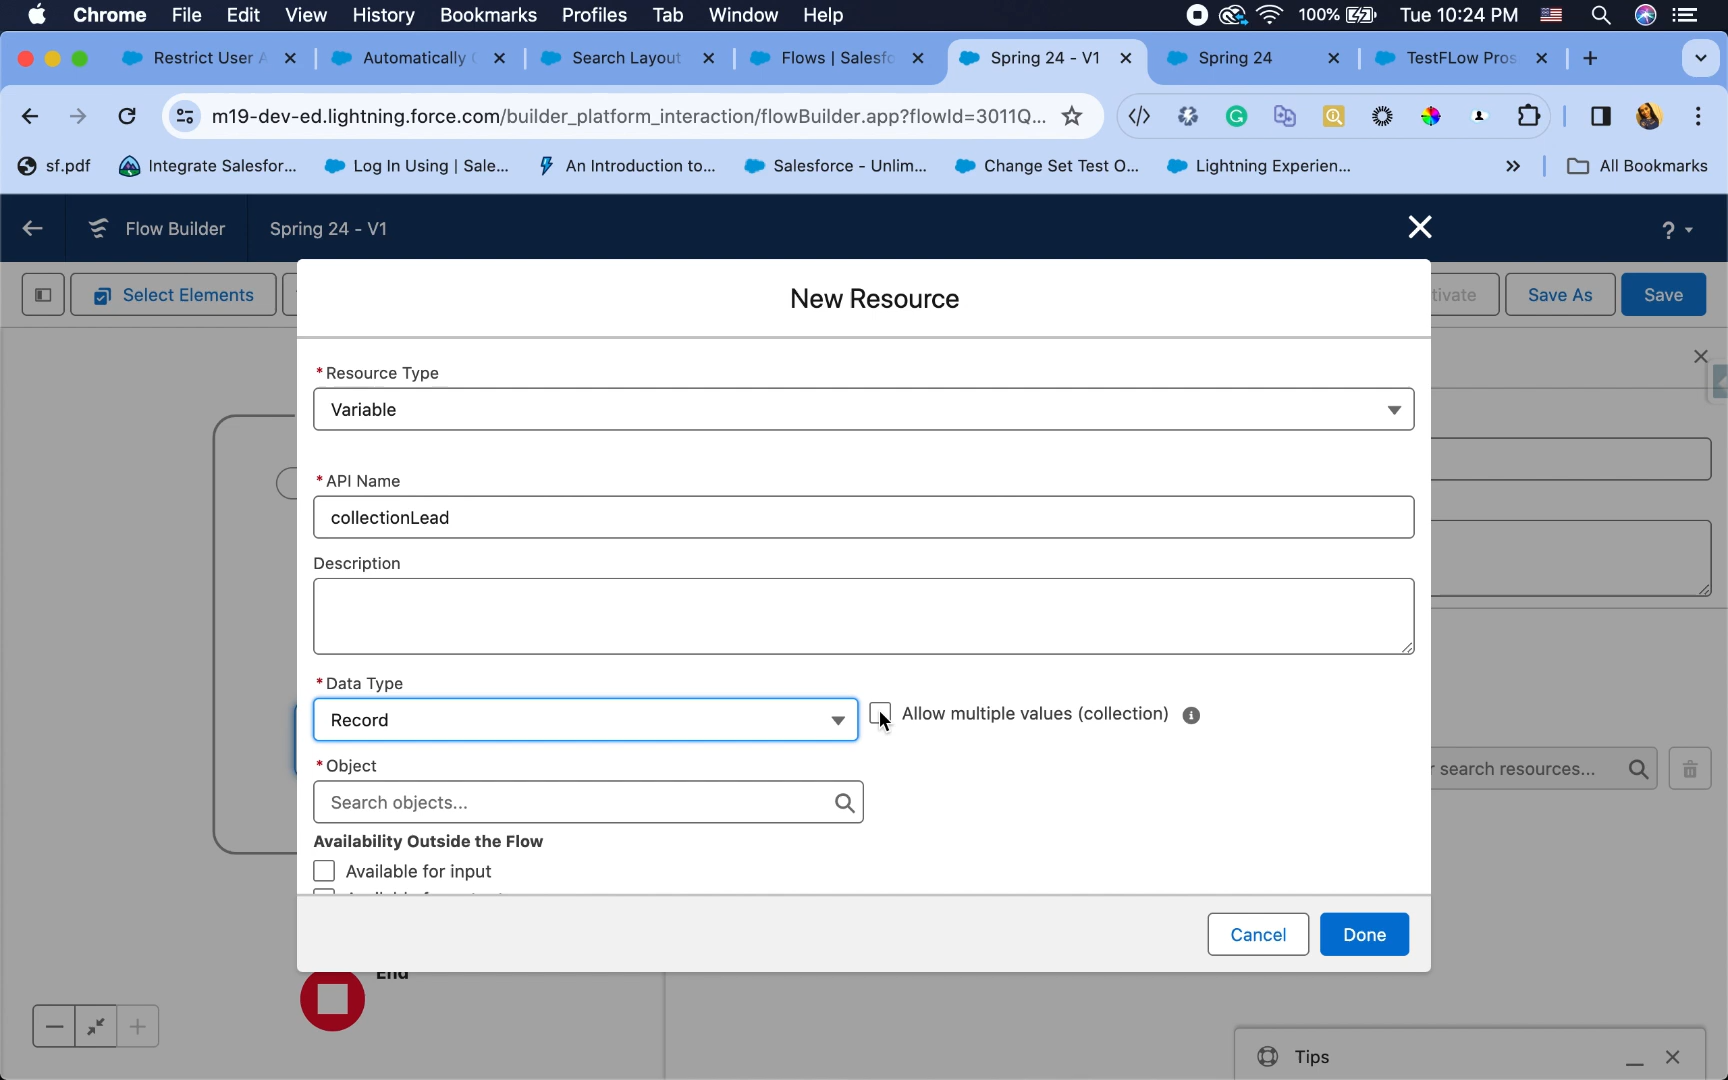 Chrome File Edit View History Bookmarks Profiles Tab Window Help 100% Tue 10:24 PM
Restrict User A Automatically Search Layout Flows | Salesfo Spring 24 - V1 Spring 24 TestFLow Pros
m19-dev-ed.lightning.force.com/builder_platform_interaction/flowBuilder.app?flowId=3011Q...
sf.pdf Integrate Salesfor... Log In Using | Sale... An Introduction to... Salesforce - Unlim... Change Set Test O... Lightning Experien... » All Bookmarks
Flow Builder Spring 24 - V1 ?
Select Elements tivate Save As Save
New Resource
*Resource Type
Variable
*API Name
collectionLead
Description
*Data Type
Record Allow multiple values (collection)
*Object
Search objects... r search resources...
Availability Outside the Flow
Available for input
Cancel Done
End
Tips